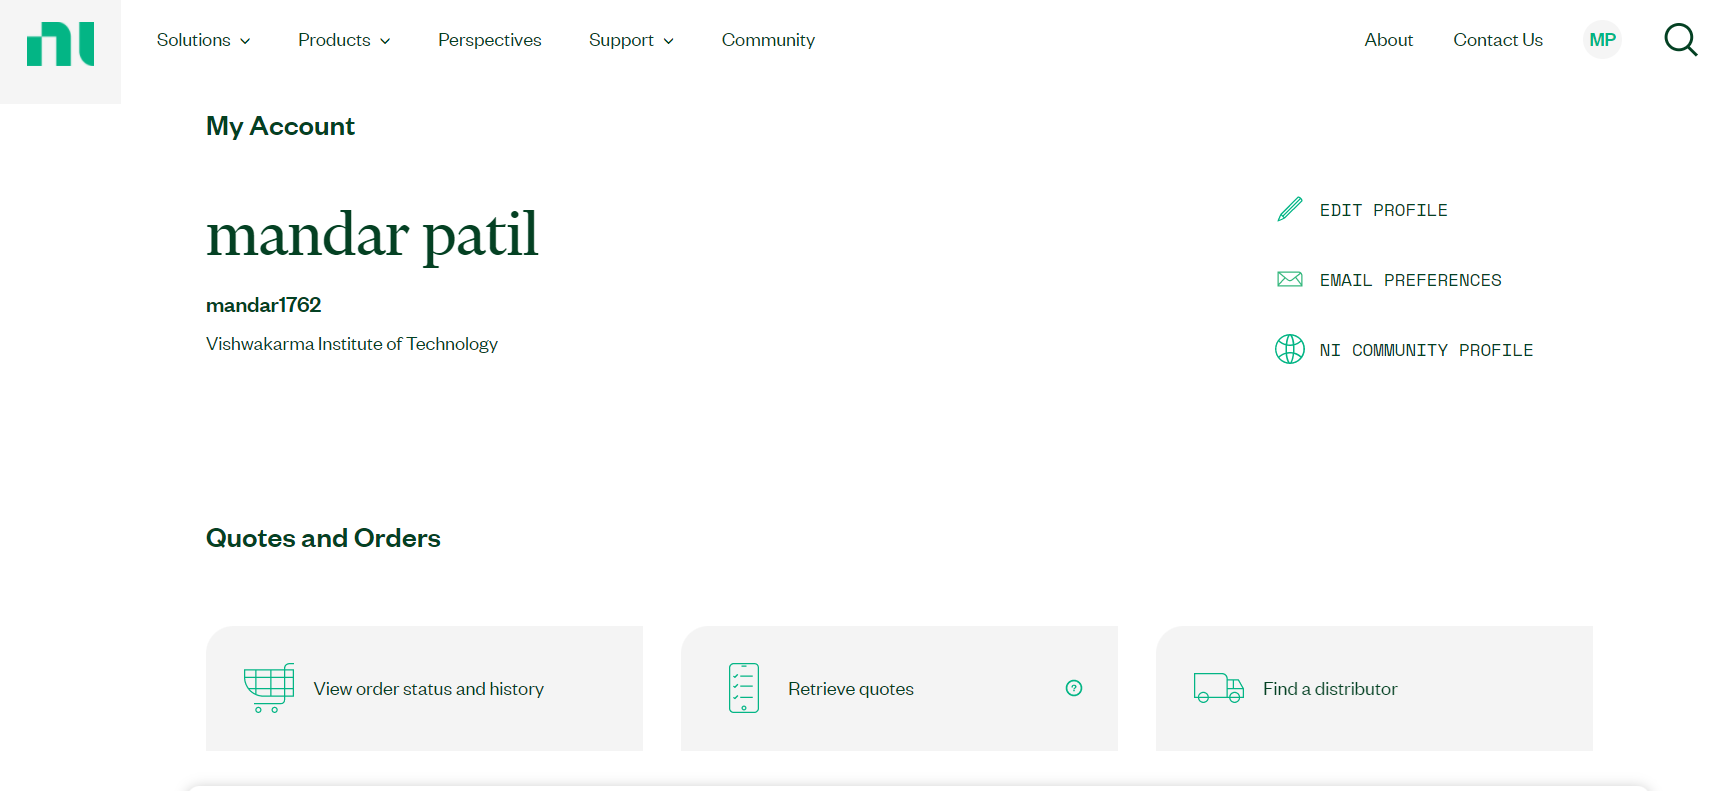 ni
Solutions Products Perspectives Support Community About Contact Us MP
My Account
mandar patil
mandar1762
Vishwakarma Institute of Technology
EDIT PROFILE
EMAIL PREFERENCES
NI COMMUNITY PROFILE
Quotes and Orders
View order status and history
Retrieve quotes ?
Find a distributor